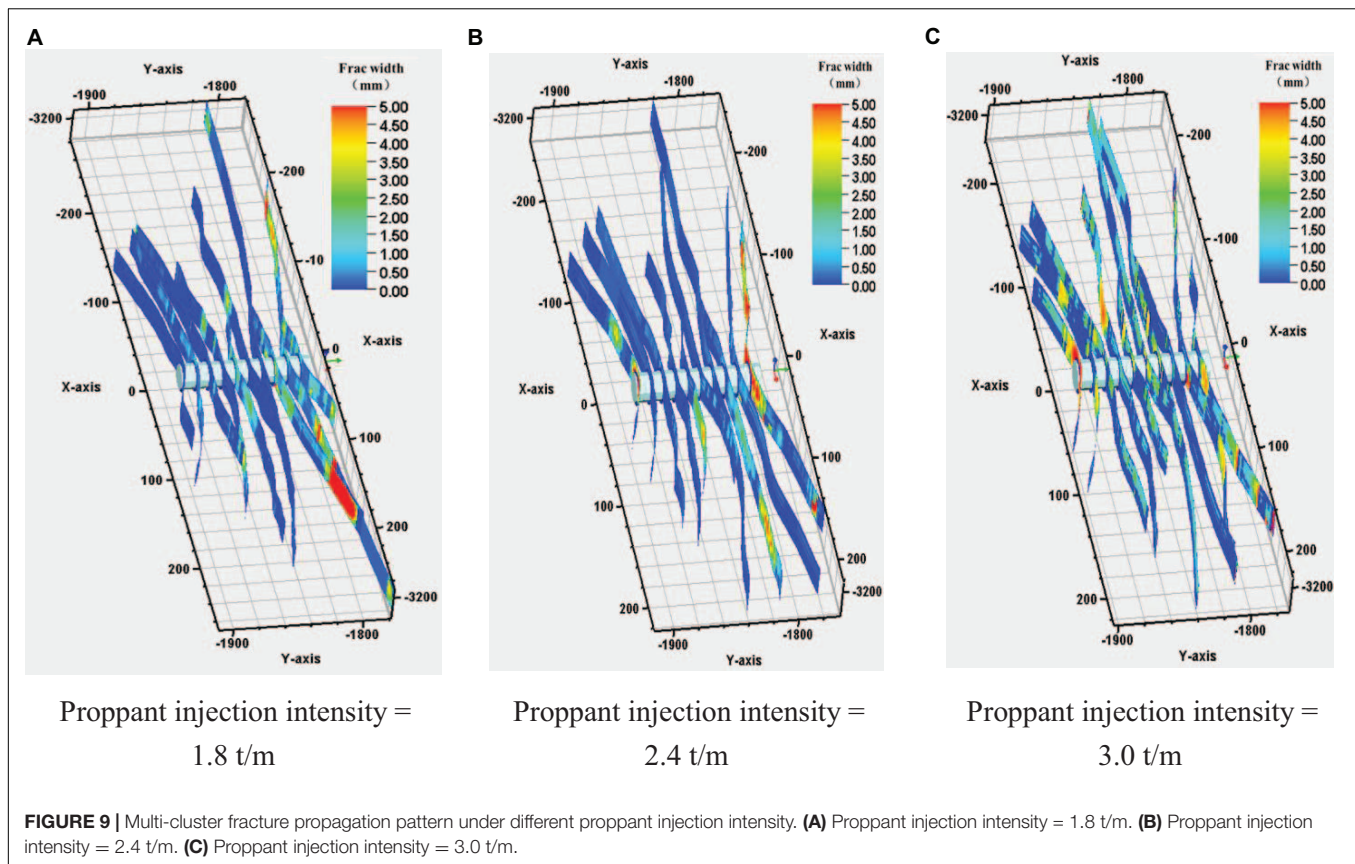 A
Y-axis
-1900
-1800
Frac width
(mm)
5.00
4.50
4.00
3.50
3.00
2.50
2.00
1.50
1.00
0.50
0.00
-3200
-200
-200
-10
-100
0
X-axis
X-axis
0
100
100
200
200
-3200
-1900
-1800
Y-axis
B
Y-axis
-1900
-1800
Frac width
(mm)
5.00
4.50
4.00
3.50
3.00
2.50
2.00
1.50
1.00
0.50
0.00
-3200
-200
-200
-100
-100
X-axis
0
X-axis
0
100
100
200
-3200
200
-1900
-1800
Y-axis
C
Y-axis
-1900
-1800
Frac width
(mm)
5.00
4.50
4.00
3.50
3.00
2.50
2.00
1.50
1.00
0.50
0.00
-3200
-200
-200
-100
-100
0
X-axis
X-axis
0
100
100
200
-3200
200
-1900
-1800
Y-axis
Proppant injection intensity =
1.8 t/m
Proppant injection intensity =
2.4 t/m
Proppant injection intensity =
3.0 t/m
FIGURE 9 | Multi-cluster fracture propagation pattern under different proppant injection intensity. (A) Proppant injection intensity = 1.8 t/m. (B) Proppant injection
intensity = 2.4 t/m. (C) Proppant injection intensity = 3.0 t/m.